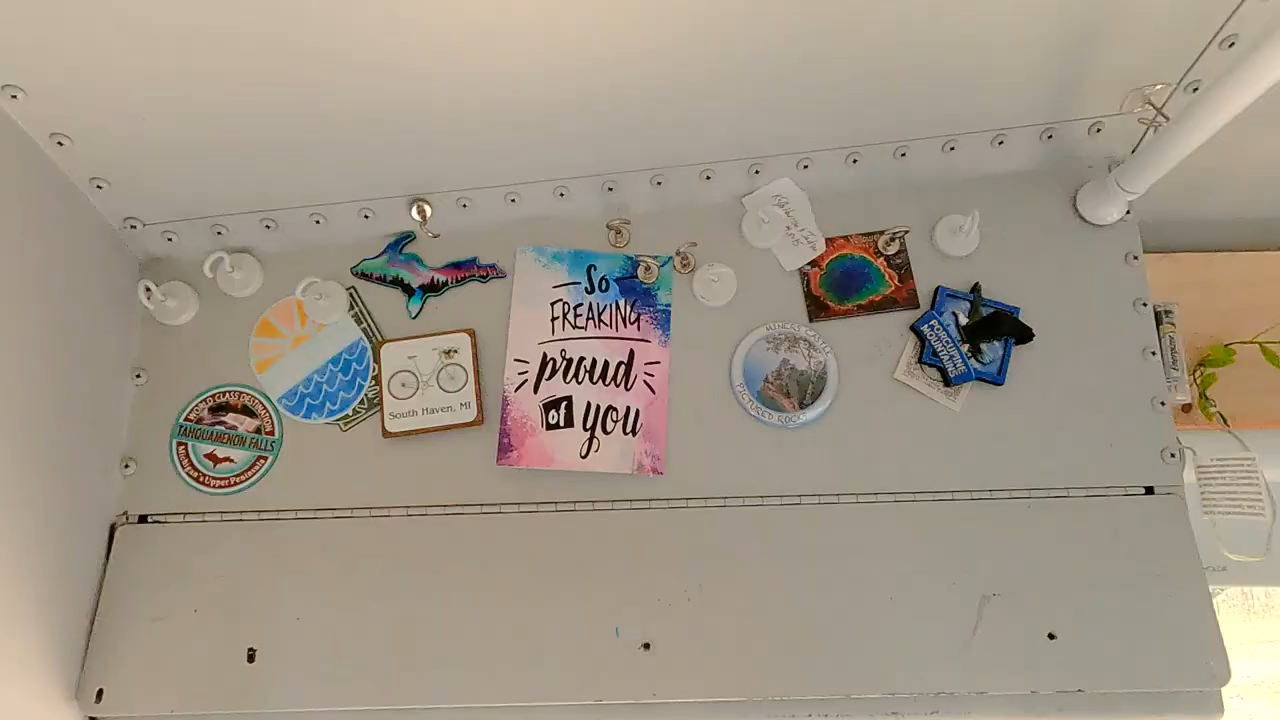 WORLD CLASS DESTINATION
TAHQUAMENON FALLS
Michigan's Upper Peninsula
South Haven, MI
So
FREAKING
proud
of you
MINERS CASTLE
PICTURED ROCKS
PORCUPINE
MOUNTAINS